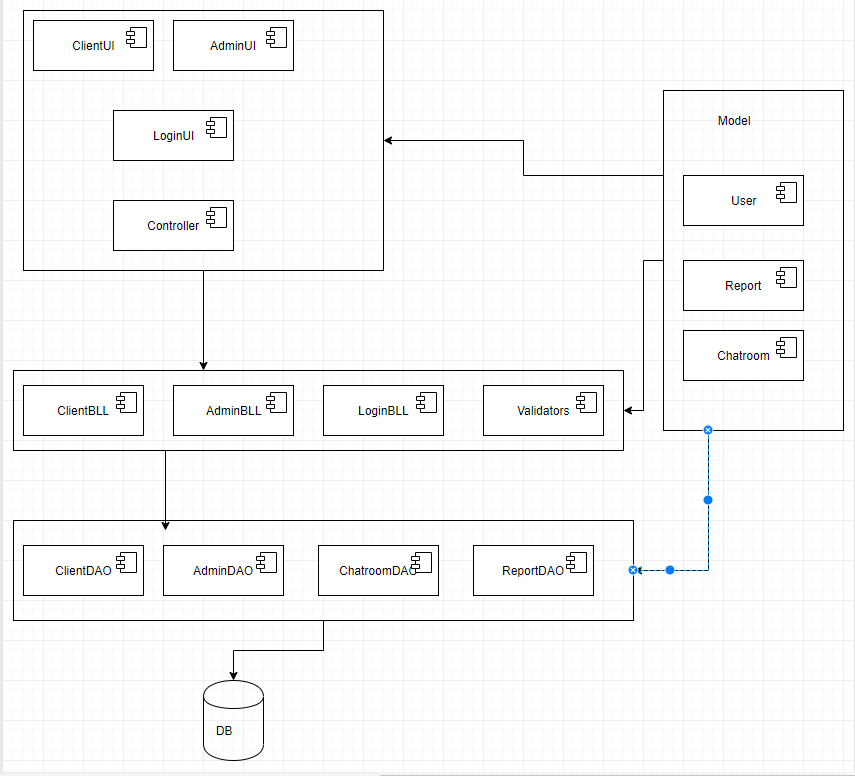 ClientUI
AdminUI
LoginUI
Controller
Model
User
Report
Chatroom
ClientBLL
AdminBLL
LoginBLL
Validators
ClientDAO
AdminDAO
ChatroomDAO
ReportDAO
DB